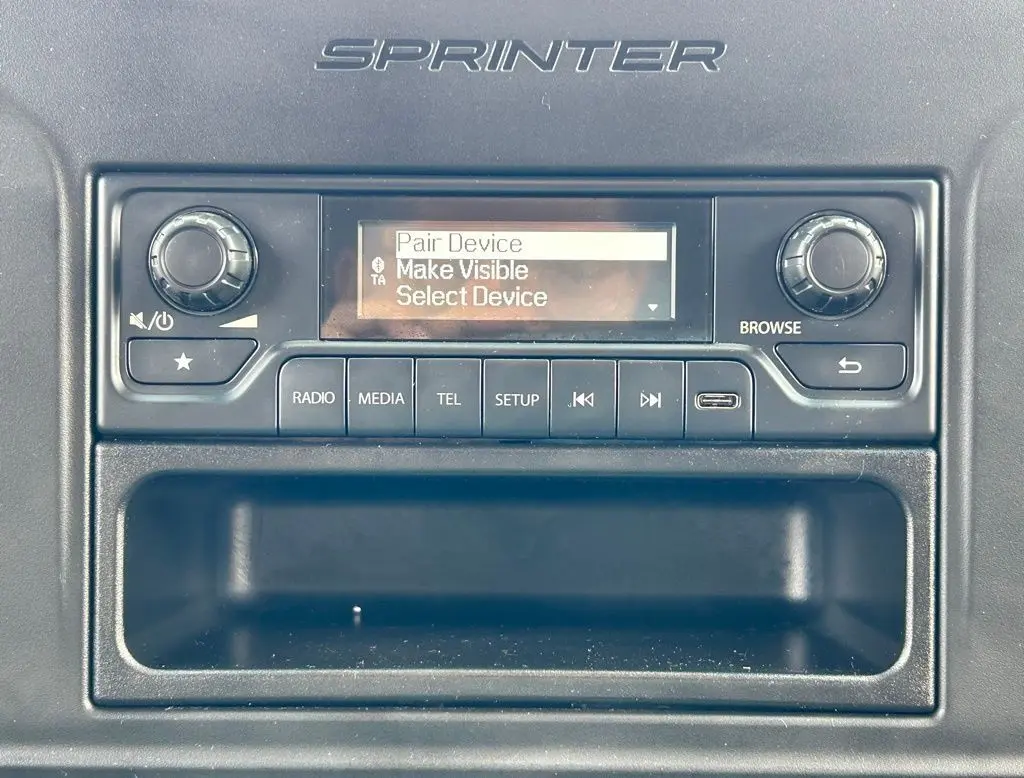 SPRINTER
Pair Device
Make Visible
TA
Select Device
BROWSE
RADIO
MEDIA
TEL
SETUP